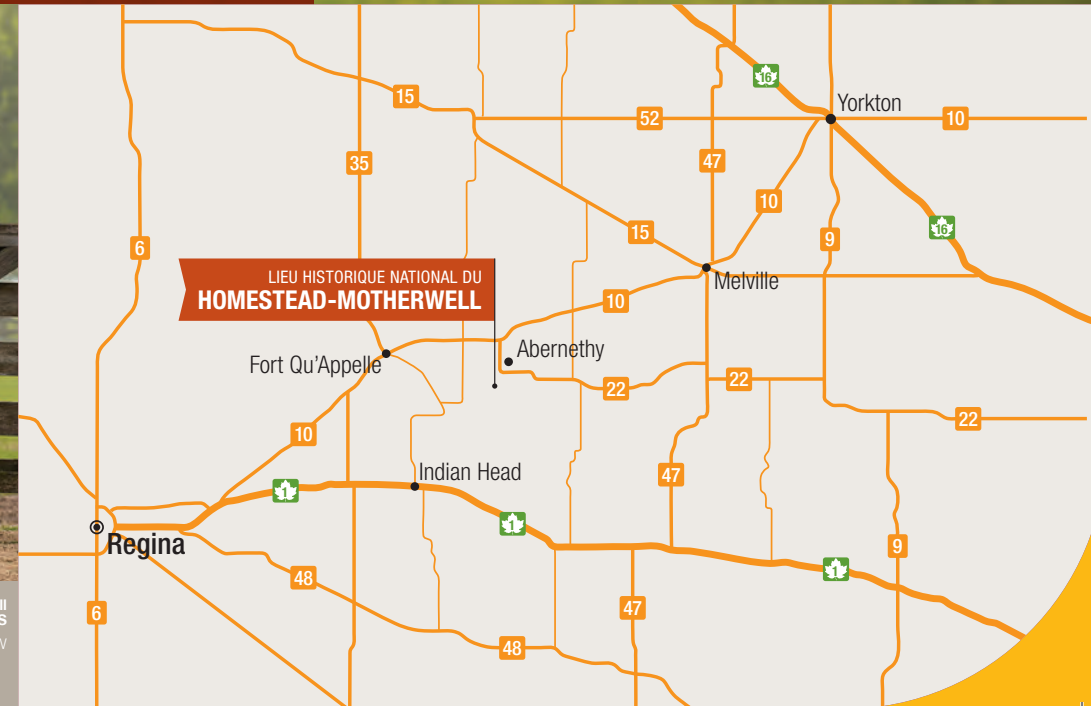 16
Yorkton
15
52
10
35
47
10
16
15
9
6
LIEU HISTORIQUE NATIONAL DU
HOMESTEAD-MOTHERWELL
Melville
10
Abernethy
Fort Qu'Appelle
22
22
22
10
Indian Head
47
1
1
Regina
9
1
48
II
S
W
6
47
48